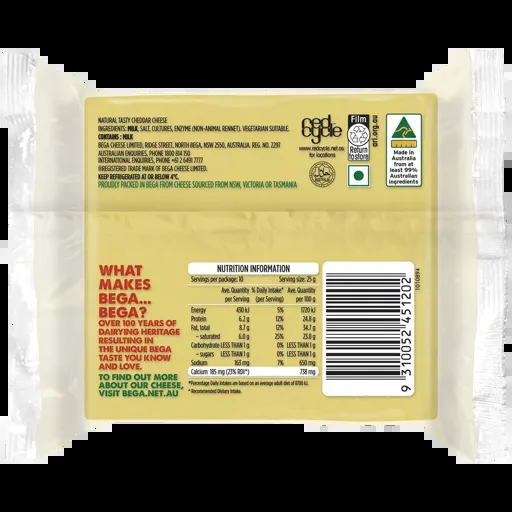 NATURAL TASTY CHEDDAR CHEESE
INGREDIENTS: MILK, SALT, CULTURES, ENZYME (NON-ANIMAL RENNET). VEGETARIAN SUITABLE.
CONTAINS: MILK
BEGA CHEESE LIMITED, RIDGE STREET, NORTH BEGA, NSW 2550, AUSTRALIA. REG. NO. 2297
AUSTRALIAN ENQUIRIES, PHONE 1800 814 150
INTERNATIONAL ENQUIRIES, PHONE +61 2 6491 7777
®REGISTERED TRADE MARK OF BEGA CHEESE LIMITED.
KEEP REFRIGERATED AT OR BELOW 4°C.
PROUDLY PACKED IN BEGA FROM CHEESE SOURCED FROM NSW, VICTORIA OR TASMANIA
red
cycle
www.redcycle.net.au
for locations
Film
Return
to store
arl.org.au
Made in
Australia
from at
least 99%
Australian
ingredients
WHAT
MAKES
BEGA...
BEGA?
OVER 100 YEARS OF
DAIRYING HERITAGE
RESULTING IN
THE UNIQUE BEGA
TASTE YOU KNOW
AND LOVE.
TO FIND OUT MORE
ABOUT OUR CHEESE,
VISIT BEGA.NET.AU
NUTRITION INFORMATION
Servings per package: 10 Serving size: 25 g
Ave. Quantity % Daily Intake* Ave. Quantity
per Serving (per Serving) per 100 g
Energy 430 kJ 5% 1720 kJ
Protein 6.2 g 12% 24.8 g
Fat, total 8.7 g 12% 34.7 g
– saturated 6.0 g 25% 23.8 g
Carbohydrate LESS THAN 1 g 0% LESS THAN 1 g
– sugars LESS THAN 1 g 0% LESS THAN 1 g
Sodium 163 mg 7% 650 mg
Calcium 185 mg (23% RDI^) 738 mg
*Percentage Daily Intakes are based on an average adult diet of 8700 kJ.
^ Recommended Dietary Intake.
9 310052 451202
1010894